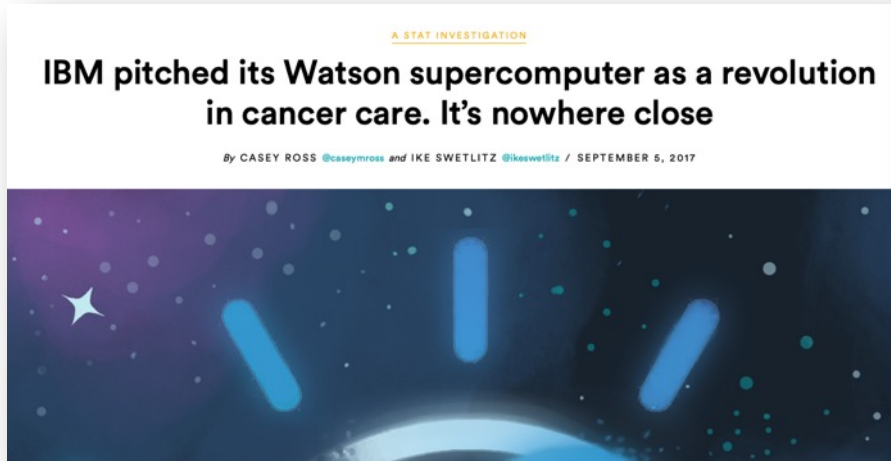 A STAT INVESTIGATION
IBM pitched its Watson supercomputer as a revolution
in cancer care. It’s nowhere close
By CASEY ROSS @caseymross and IKE SWETLITZ @ikeswetlitz / SEPTEMBER 5, 2017